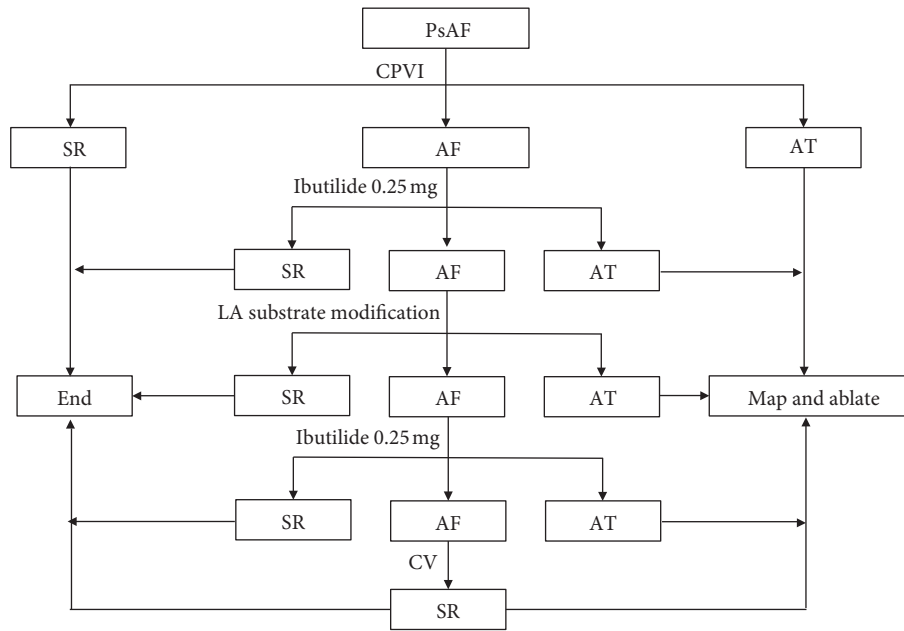 PsAF
CPVI
SR
AF
AT
Ibutilide 0.25 mg
SR
AF
AT
LA substrate modification
End
SR
AF
AT
Map and ablate
Ibutilide 0.25 mg
SR
AF
AT
CV
SR